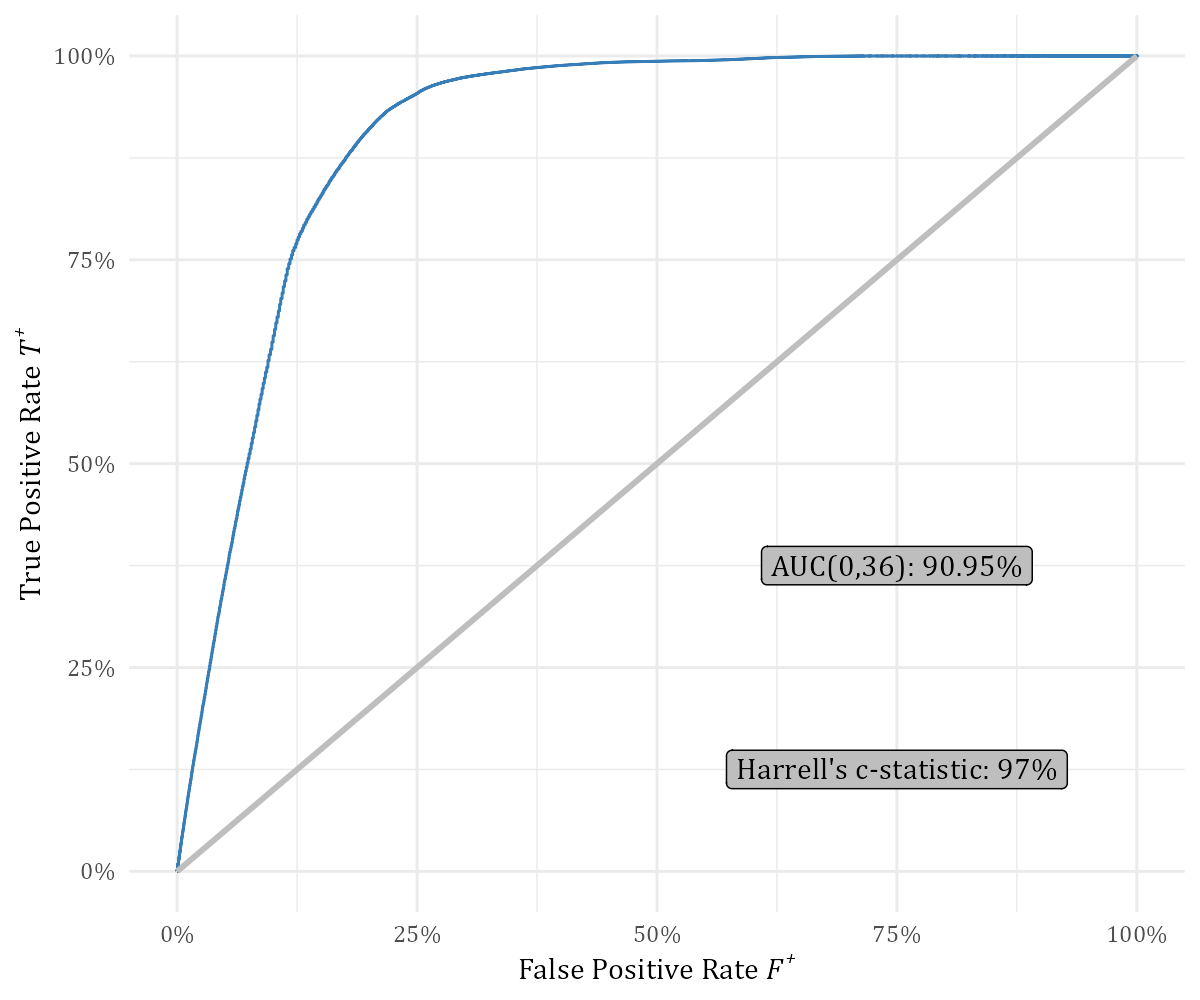 100%
75%
50%
25%
0%
True Positive Rate T⁺
AUC(0,36): 90.95%
Harrell's c-statistic: 97%
0%
25%
50%
75%
100%
False Positive Rate F⁺